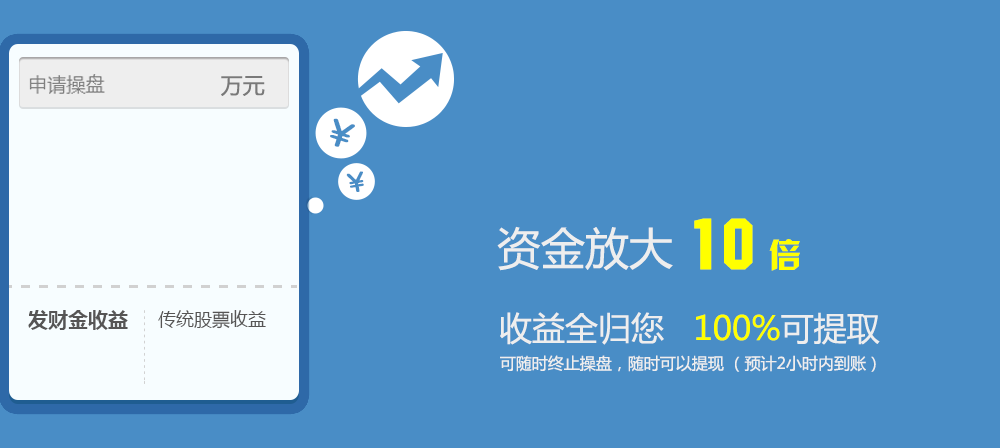 申请操盘 万元
¥
¥
资金放大 10 倍
发财金收益 传统股票收益
收益全归您 100%可提取
可随时终止操盘，随时可以提现（预计2小时内到账）